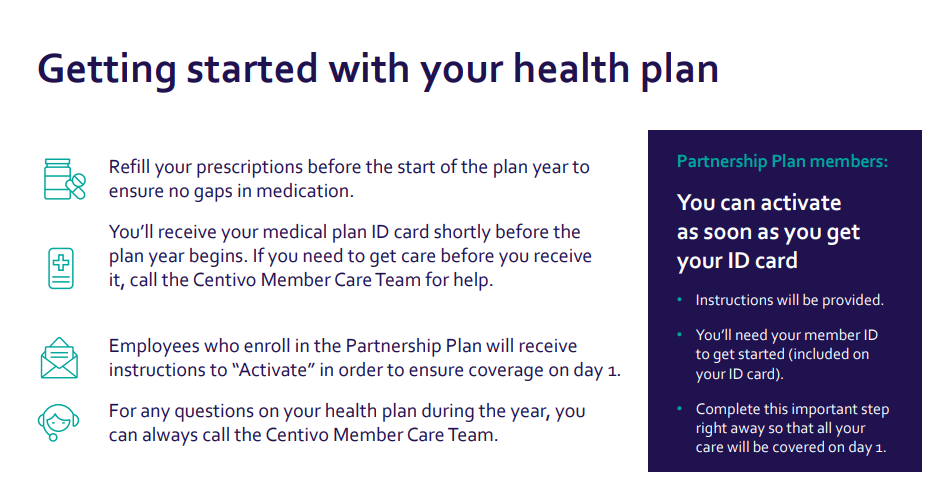 Getting started with your health plan
Refill your prescriptions before the start of the plan year to
ensure no gaps in medication.
You’ll receive your medical plan ID card shortly before the
plan year begins. If you need to get care before you receive
it, call the Centivo Member Care Team for help.
Employees who enroll in the Partnership Plan will receive
instructions to “Activate” in order to ensure coverage on day 1.
For any questions on your health plan during the year, you
can always call the Centivo Member Care Team.
Partnership Plan members:
You can activate
as soon as you get
your ID card
• Instructions will be provided.
• You’ll need your member ID
to get started (included on
your ID card).
• Complete this important step
right away so that all your
care will be covered on day 1.